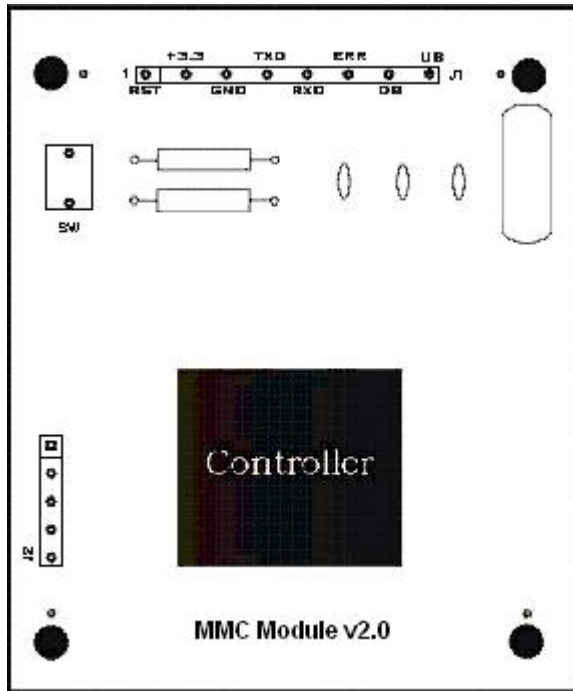 +3.3 TXD ERR UB
1 J1
RST GND RXD DB
SW
Controller
J2
MMC Module v2.0